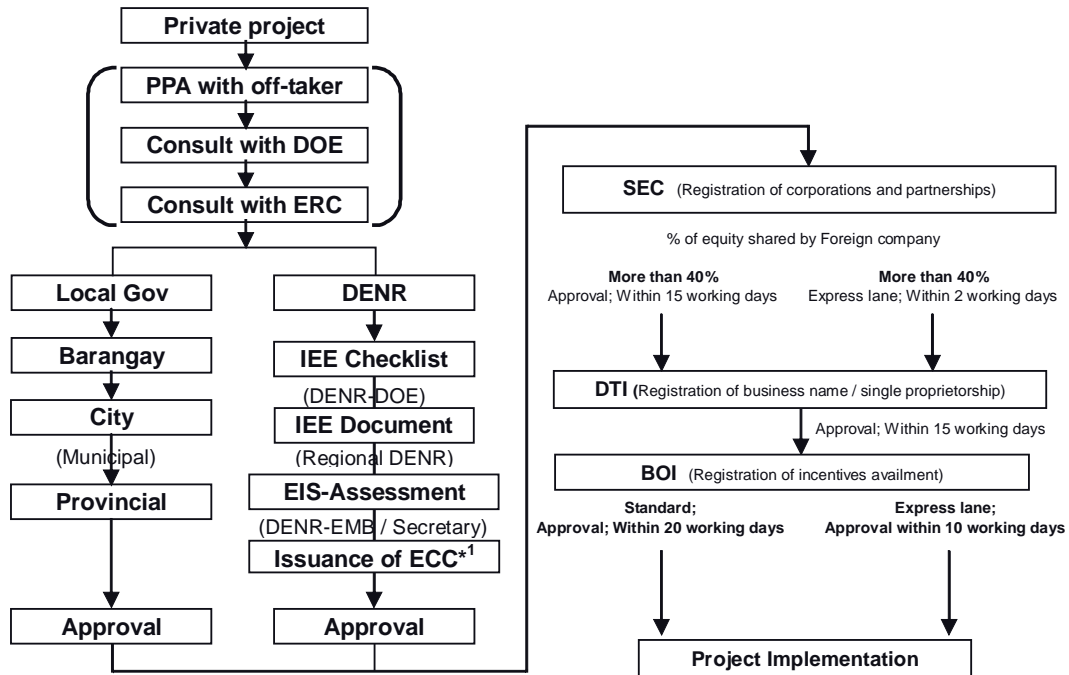 Private project
PPA with off-taker
Consult with DOE
Consult with ERC
Local Gov
Barangay
City
(Municipal)
Provincial
Approval
DENR
IEE Checklist
(DENR-DOE)
IEE Document
(Regional DENR)
EIS-Assessment
(DENR-EMB / Secretary)
Issuance of ECC*1
Approval
SEC (Registration of corporations and partnerships)
% of equity shared by Foreign company
More than 40%
Approval; Within 15 working days
More than 40%
Express lane; Within 2 working days
DTI (Registration of business name / single proprietorship)
Approval; Within 15 working days
BOI (Registration of incentives availment)
Standard;
Approval; Within 20 working days
Express lane;
Approval within 10 working days
Project Implementation